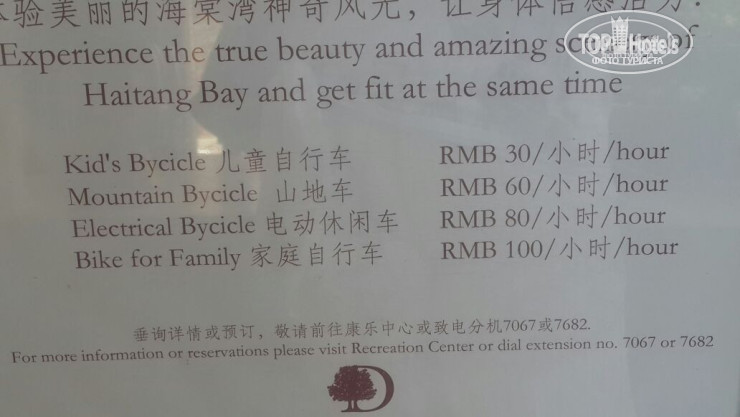 体验美丽的海棠湾神奇风光，让身体倍感活力！
Experience the true beauty and amazing of
Haitang Bay and get fit at the same time
Kid's Bycicle 儿童自行车 RMB 30/小时/hour
Mountain Bycicle 山地车 RMB 60/小时/hour
Electrical Bycicle 电动休闲车 RMB 80/小时/hour
Bike for Family 家庭自行车 RMB 100/小时/hour
垂询详情或预订，敬请前往康乐中心或致电分机7067或7682.
For more information or reservations please visit Recreation Center or dial extension no. 7067 or 7682
D
TOP Hotels
ФОТО ТУРИСТА